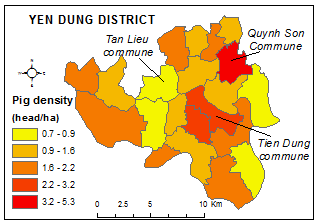 YEN DUNG DISTRICT
Tan Lieu
commune
Quynh Son
Commune
Pig density
(head/ha)
0.7 - 0.9
0.9 - 1.6
1.6 - 2.2
2.2 - 3.2
3.2 - 5.3
Tien Dung
commune
0 2.5 5 10 Km